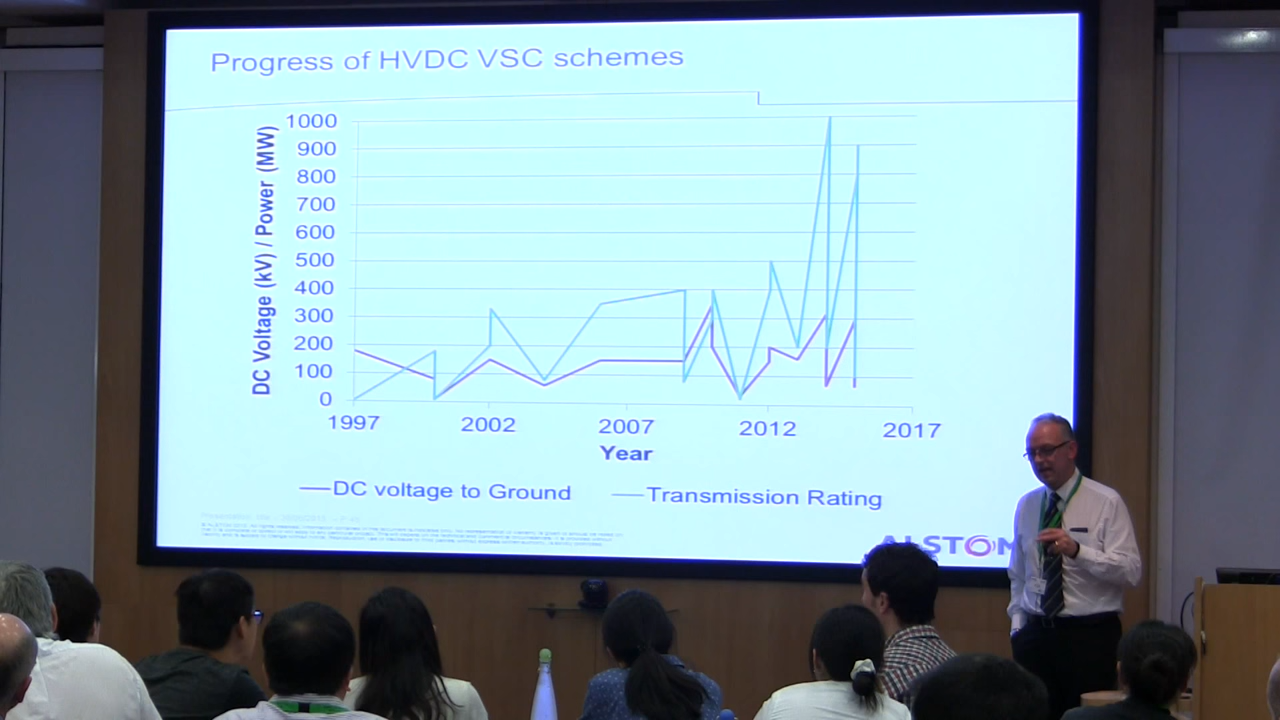 Progress of HVDC VSC schemes
DC Voltage (kV) / Power (MW)
1000
900
800
700
600
500
400
300
200
100
0
1997
2002
2007
2012
2017
Year
DC voltage to Ground
Transmission Rating
ALSTOM